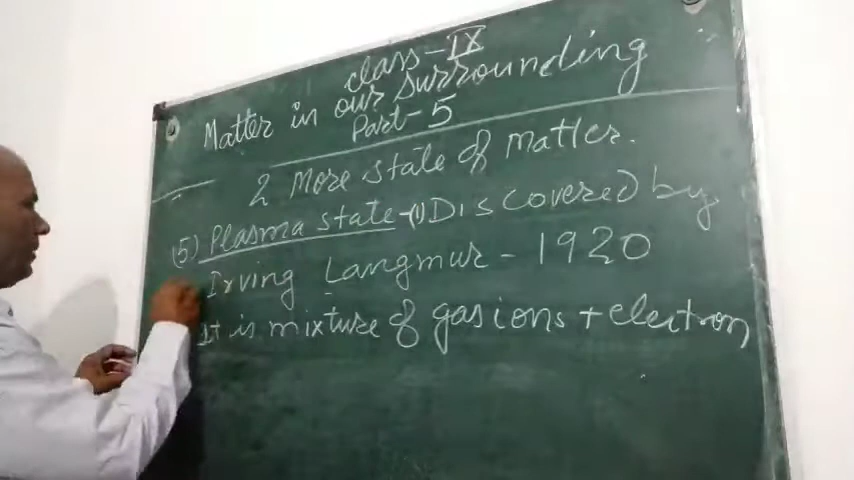 class-IX
Matter in our surrounding
Part-5
2 More state of matter.
(5) Plasma state-(1) Discovered by
Irving Langmur - 1920
It is mixture of gas ions + electron